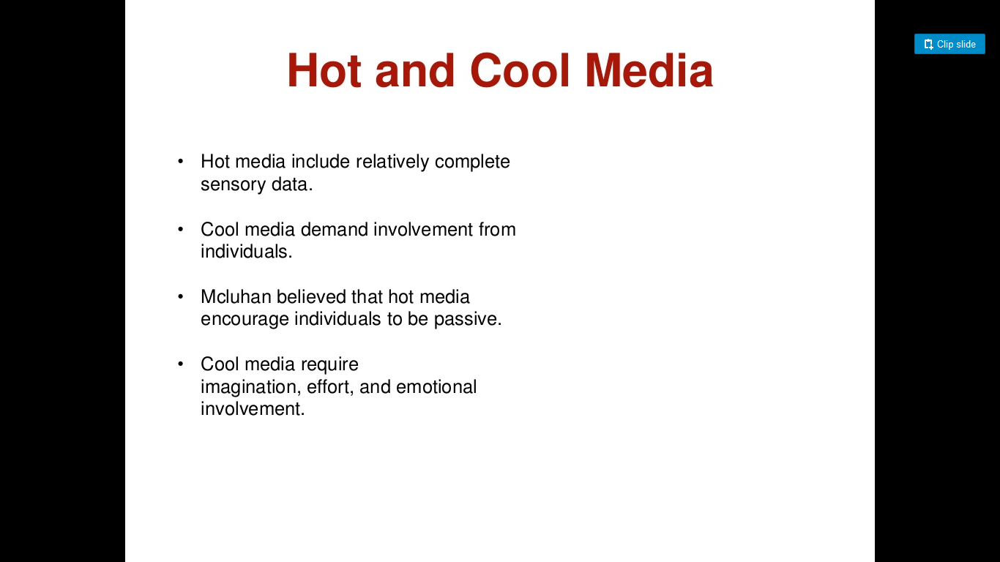 Hot and Cool Media
Clip slide
• Hot media include relatively complete
sensory data.
• Cool media demand involvement from
individuals.
• Mcluhan believed that hot media
encourage individuals to be passive.
• Cool media require
imagination, effort, and emotional
involvement.